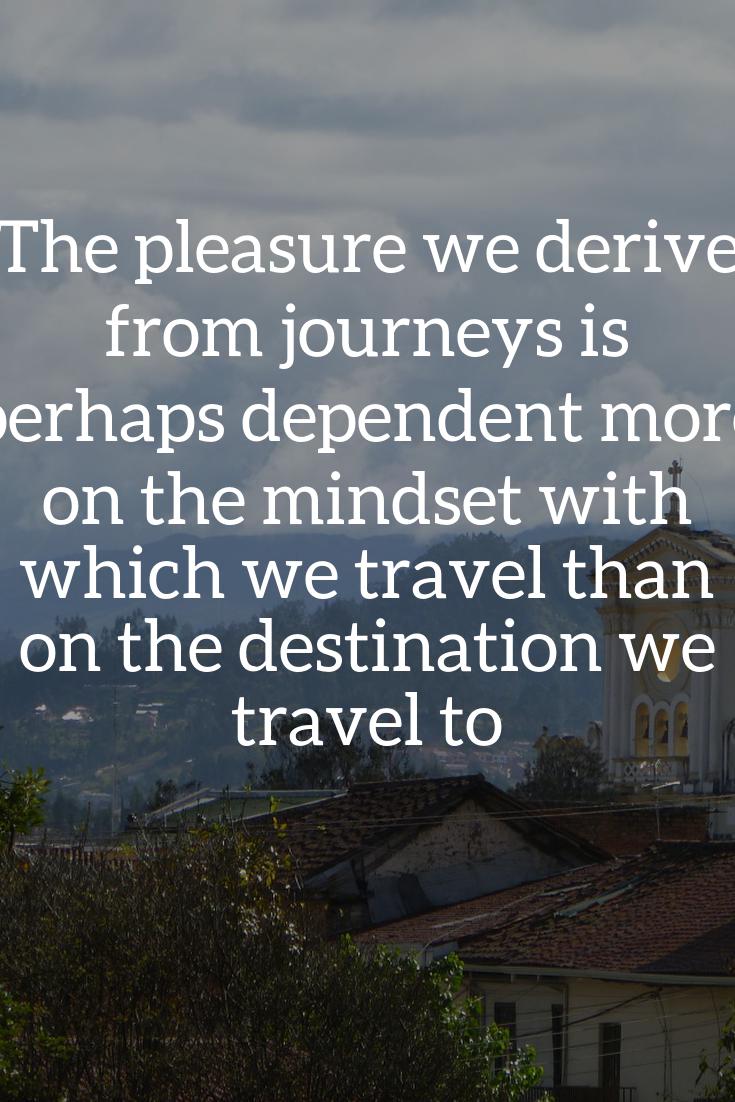 The pleasure we derive
from journeys is
perhaps dependent more
on the mindset with
which we travel than
on the destination we
travel to